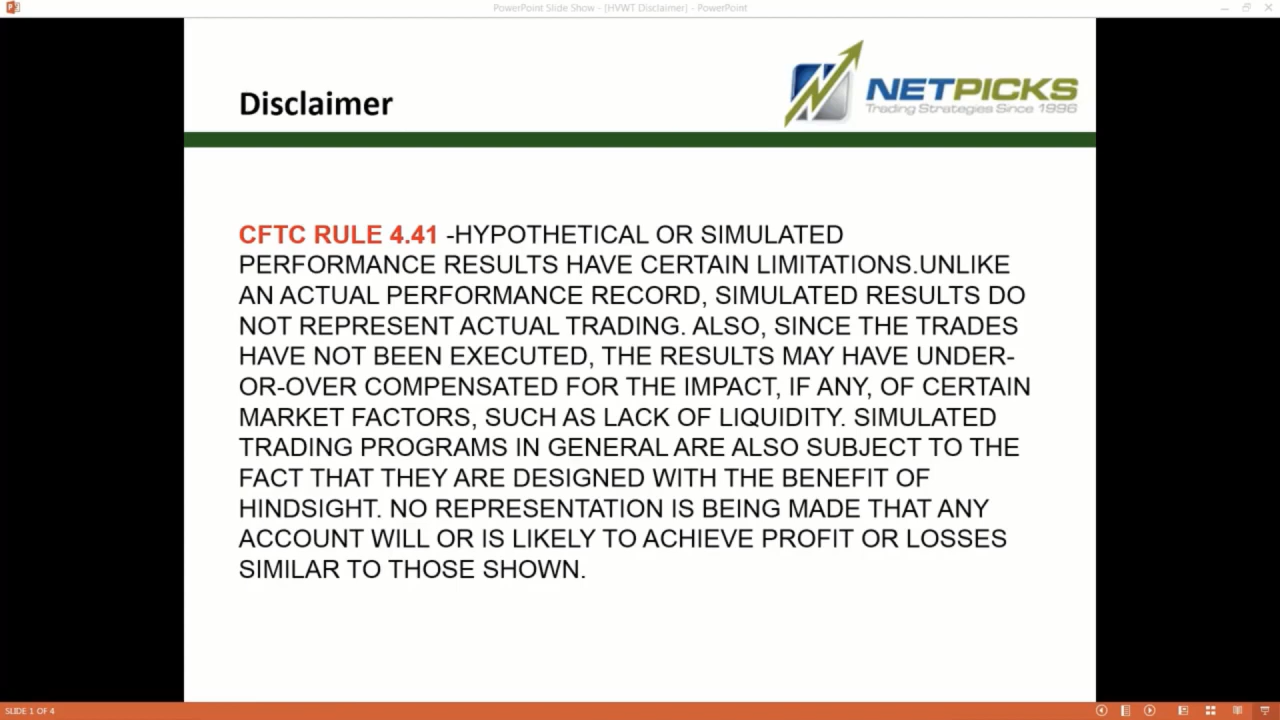 PowerPoint Slide Show - [HVWT Disclaimer] - PowerPoint
Disclaimer
NETPICKS
Trading Strategies Since 1996
CFTC RULE 4.41 -HYPOTHETICAL OR SIMULATED
PERFORMANCE RESULTS HAVE CERTAIN LIMITATIONS.UNLIKE
AN ACTUAL PERFORMANCE RECORD, SIMULATED RESULTS DO
NOT REPRESENT ACTUAL TRADING. ALSO, SINCE THE TRADES
HAVE NOT BEEN EXECUTED, THE RESULTS MAY HAVE UNDER-
OR-OVER COMPENSATED FOR THE IMPACT, IF ANY, OF CERTAIN
MARKET FACTORS, SUCH AS LACK OF LIQUIDITY. SIMULATED
TRADING PROGRAMS IN GENERAL ARE ALSO SUBJECT TO THE
FACT THAT THEY ARE DESIGNED WITH THE BENEFIT OF
HINDSIGHT. NO REPRESENTATION IS BEING MADE THAT ANY
ACCOUNT WILL OR IS LIKELY TO ACHIEVE PROFIT OR LOSSES
SIMILAR TO THOSE SHOWN.
SLIDE 1 OF 4